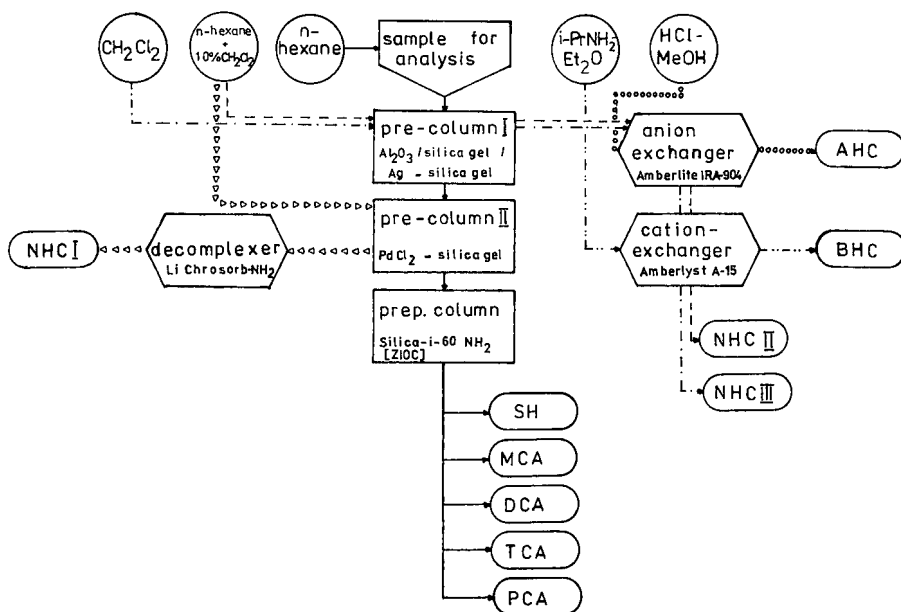 CH2Cl2
n-hexane
+
10%CH2Cl2
n-
hexane
sample for
analysis
i-PrNH2-
Et2O
HCl-
MeOH
pre-column I
Al2O3/silica gel/
Ag - silica gel
anion
exchanger
Amberlite IRA-904
AHC
pre-column II
PdCl2 - silica gel
NHC I
decomplexer
Li Chrosorb-NH2
cation-
exchanger
Amberlyst A-15
BHC
prep. column
Silica-i-60 NH2
[ZIOC]
NHC II
NHC III
SH
MCA
DCA
TCA
PCA